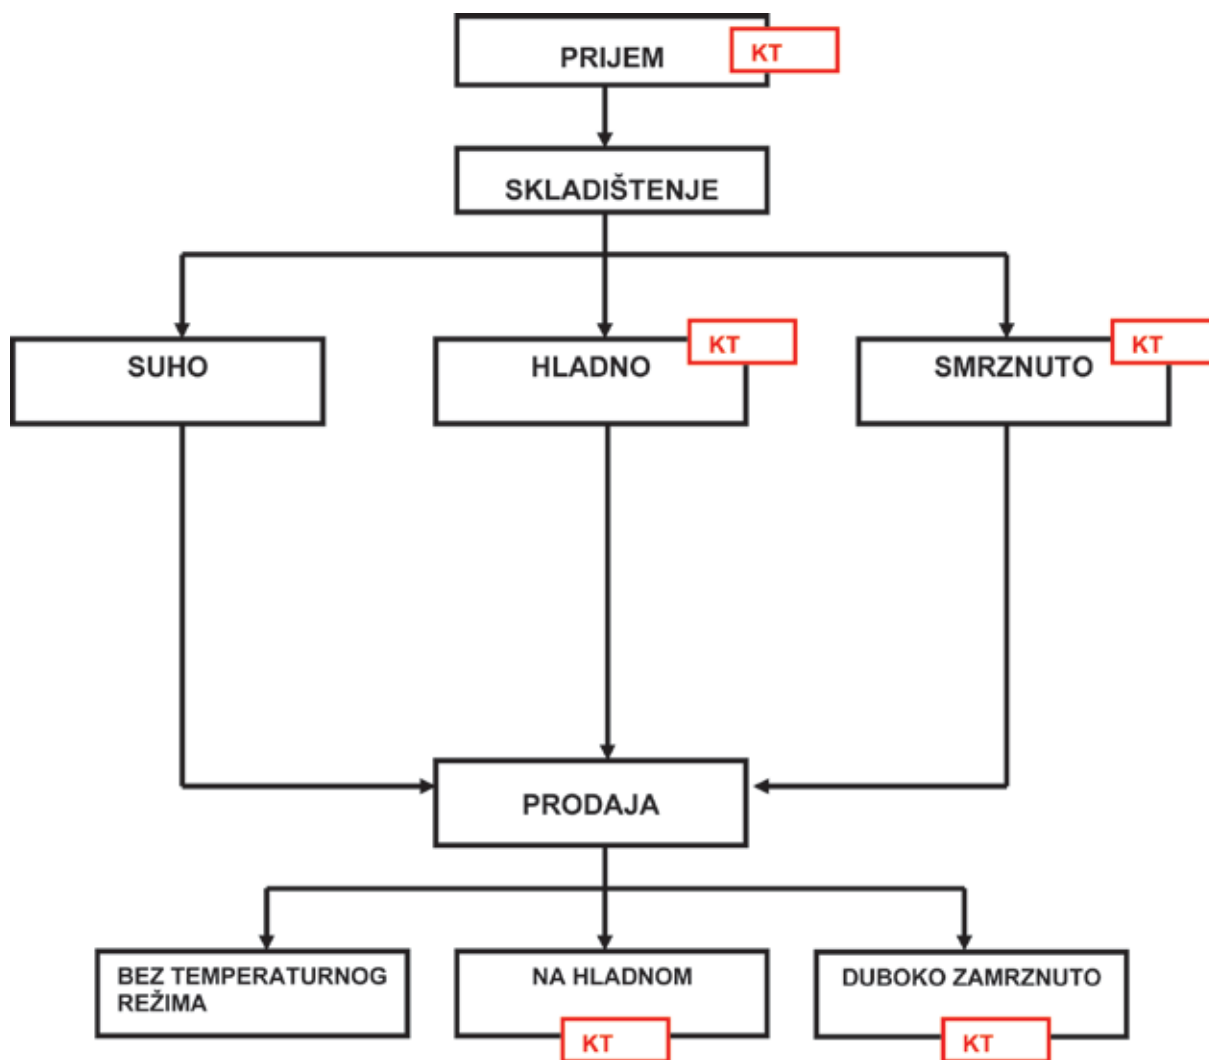 PRIJEM
KT
SKLADIŠTENJE
SUHO
HLADNO
KT
SMRZNUTO
KT
PRODAJA
BEZ TEMPERATURNOG
REŽIMA
NA HLADNOM
KT
DUBOKO ZAMRZNUTO
KT